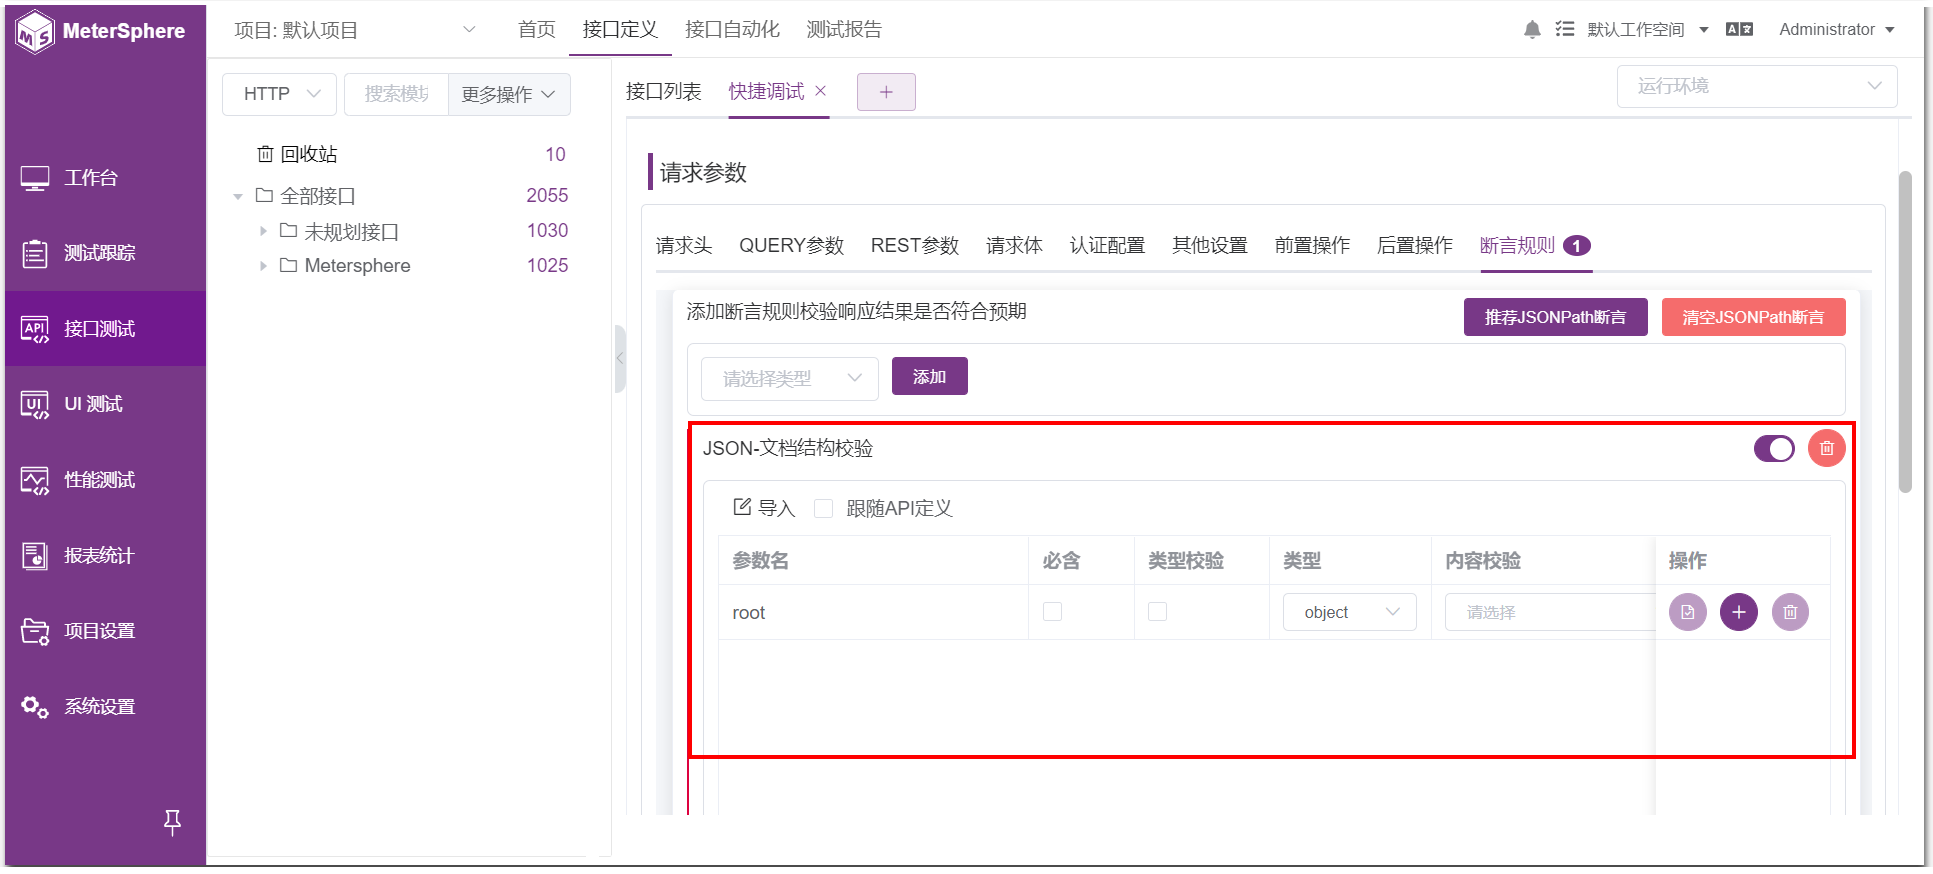 MeterSphere
项目: 默认项目
首页
接口定义
接口自动化
测试报告
默认工作空间
Administrator
工作台
测试跟踪
接口测试
UI 测试
性能测试
报表统计
项目设置
系统设置
HTTP
搜索模块
更多操作
回收站 10
全部接口 2055
未规划接口 1030
Metersphere 1025
接口列表
快捷调试
运行环境
请求参数
请求头 QUERY参数 REST参数 请求体 认证配置 其他设置 前置操作 后置操作 断言规则 1
添加断言规则校验响应结果是否符合预期
推荐JSONPath断言
清空JSONPath断言
请选择类型
添加
JSON-文档结构校验
导入
跟随API定义
参数名 必含 类型校验 类型 内容校验 操作
root
object
请选择